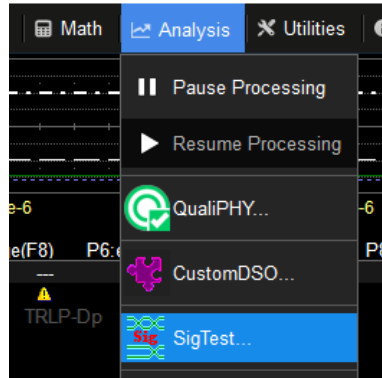 Math Analysis Utilities
Pause Processing
Resume Processing
e-6 -6
QualiPHY...
e(F8) P6:e P8
CustomDSO...
---
TRLP-Dp
Sig SigTest...